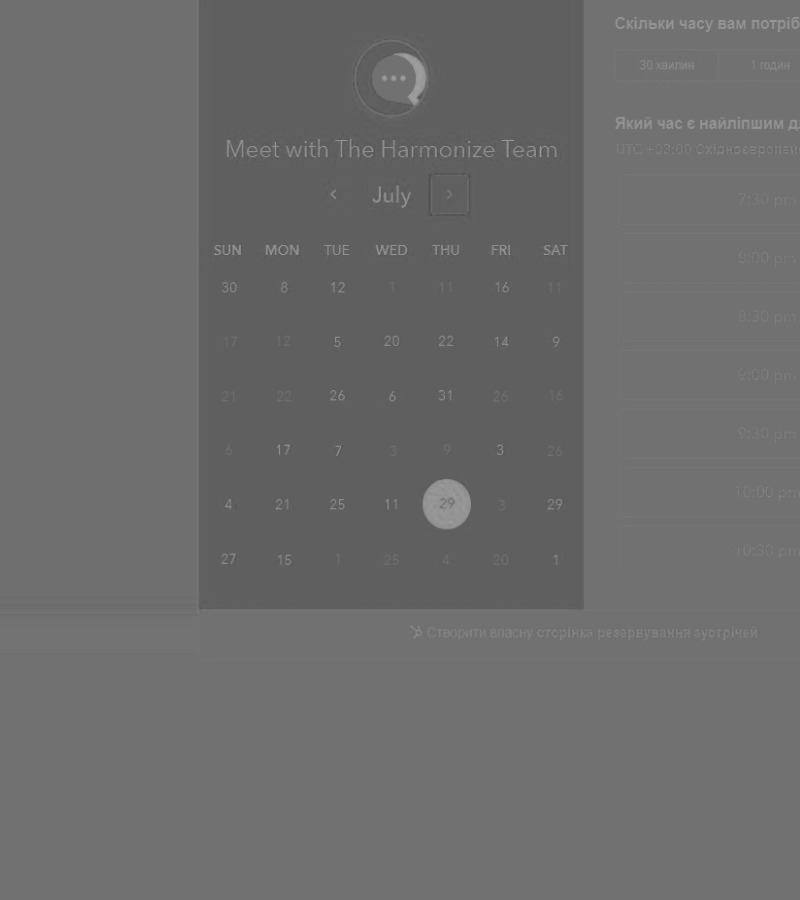 Meet with The Harmonize Team
July
SUN MON TUE WED THU FRI SAT
30 8 12 1 11 16 11
17 12 5 20 22 14 9
21 22 26 6 31 26 16
6 17 7 3 9 3 26
4 21 25 11 29 3 29
27 15 1 25 4 20 1
Створити власну сторінка резервування зустрічей
Скільки часу вам потріб
30 хвилин 1 годин
Який час є найліпшим д
UTC +03:00 Східноєвропей
7:30 pm
8:00 pm
8:30 pm
9:00 pm
9:30 pm
10:00 pm
10:30 pm